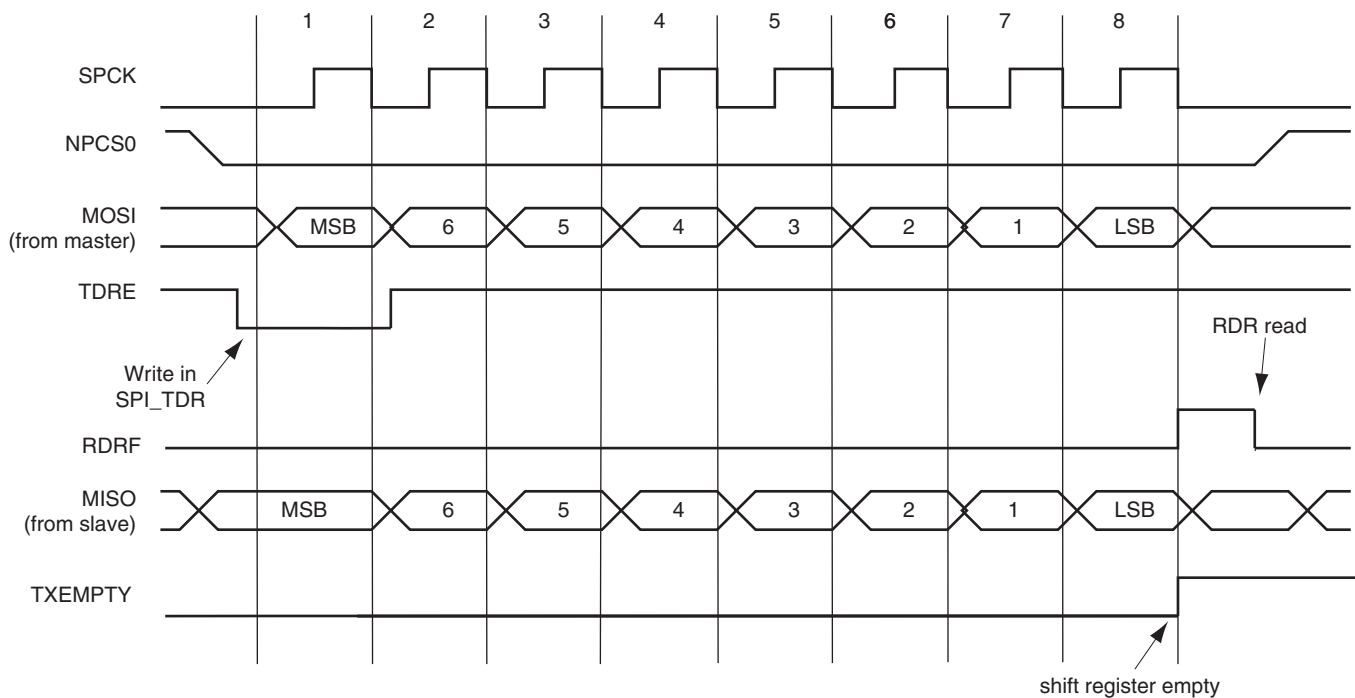 1 2 3 4 5 6 7 8
SPCK
NPCS0
MOSI
(from master)
MSB 6 5 4 3 2 1 LSB
TDRE
RDR read
Write in
SPI_TDR
RDRF
MISO
(from slave)
MSB 6 5 4 3 2 1 LSB
TXEMPTY
shift register empty